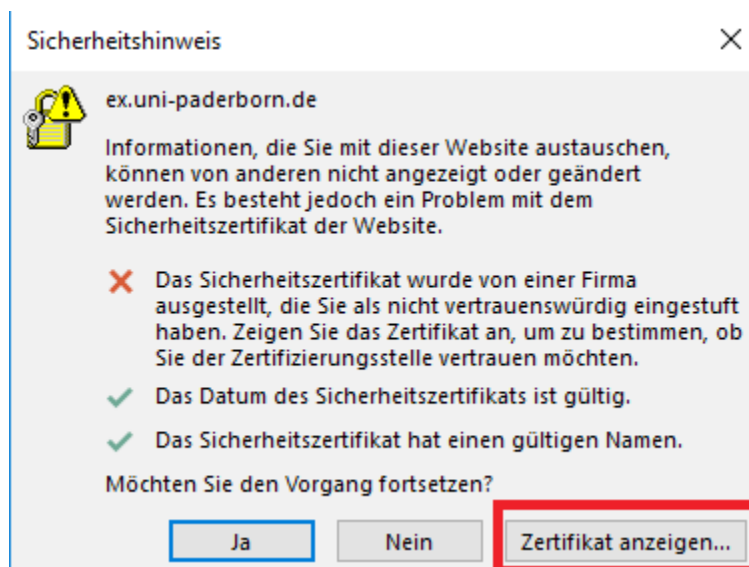 Sicherheitshinweis
ex.uni-paderborn.de
Informationen, die Sie mit dieser Website austauschen,
können von anderen nicht angezeigt oder geändert
werden. Es besteht jedoch ein Problem mit dem
Sicherheitszertifikat der Website.
Das Sicherheitszertifikat wurde von einer Firma
ausgestellt, die Sie als nicht vertrauenswürdig eingestuft
haben. Zeigen Sie das Zertifikat an, um zu bestimmen, ob
Sie der Zertifizierungsstelle vertrauen möchten.
Das Datum des Sicherheitszertifikats ist gültig.
Das Sicherheitszertifikat hat einen gültigen Namen.
Möchten Sie den Vorgang fortsetzen?
Ja Nein Zertifikat anzeigen...